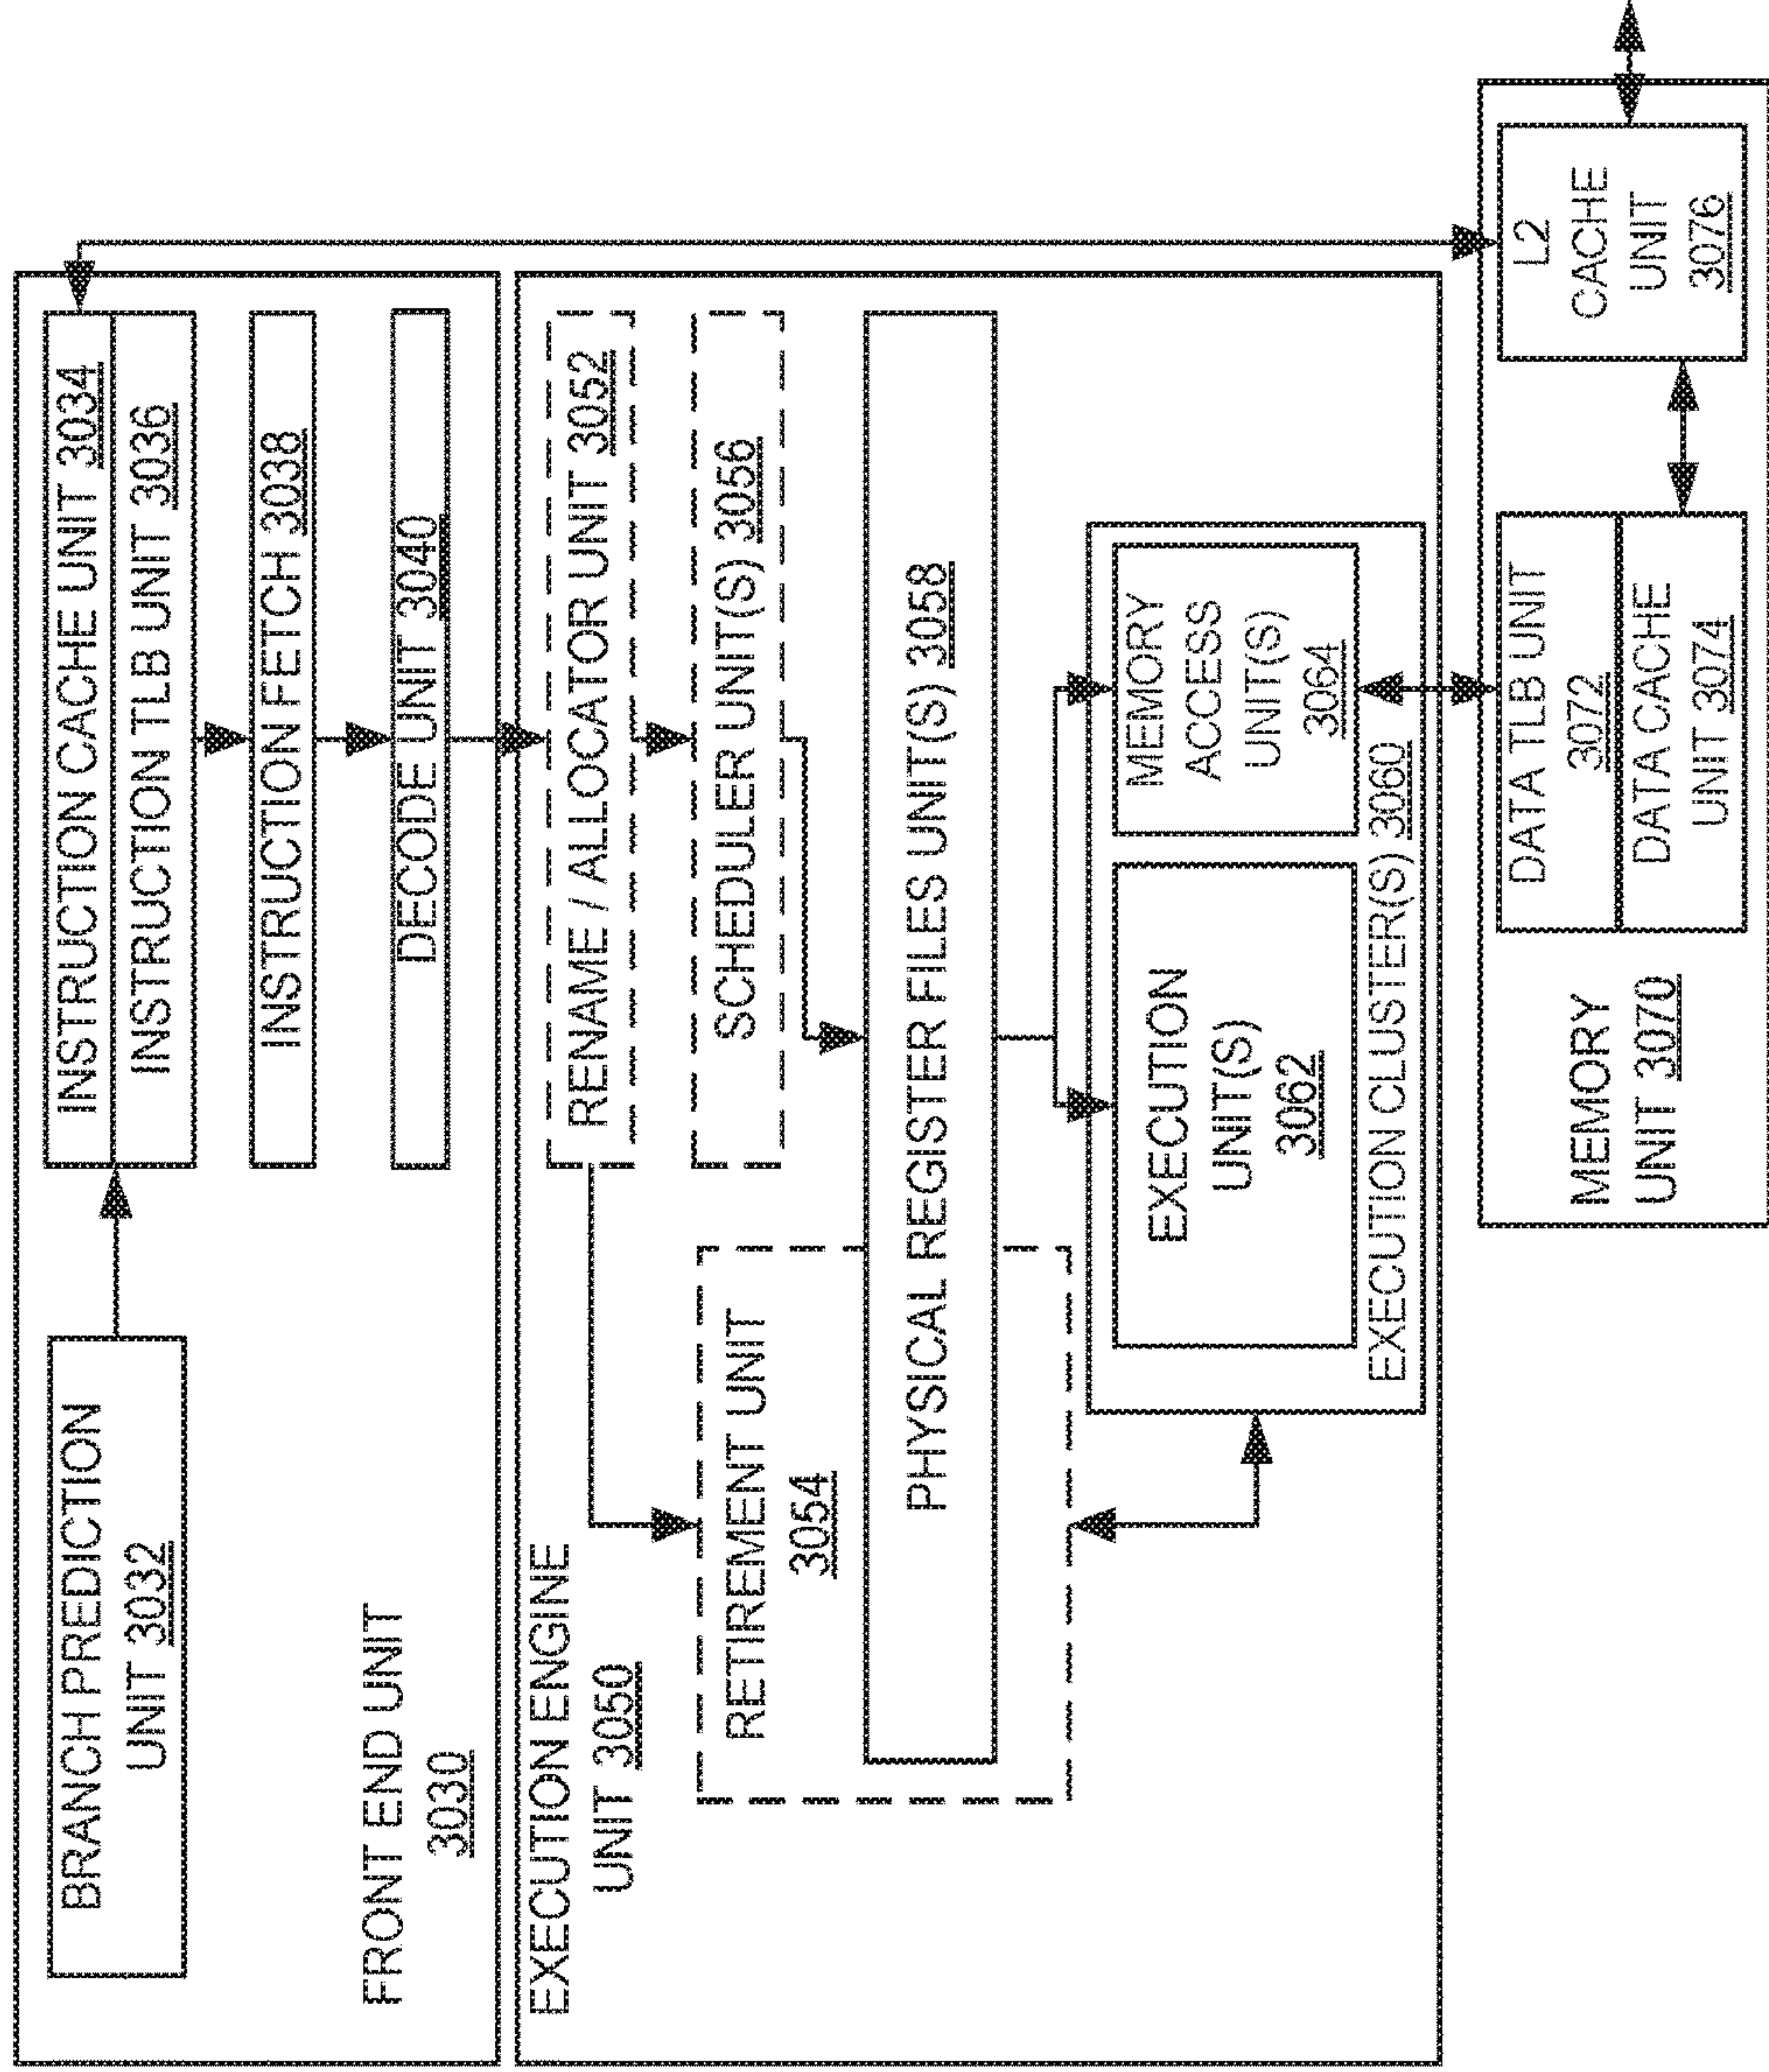 BRANCH PREDICTION
UNIT 3032
INSTRUCTION CACHE UNIT 3034
INSTRUCTION TLB UNIT 3036
INSTRUCTION FETCH 3038
DECODE UNIT 3040
FRONT END UNIT
3030
EXECUTION ENGINE
UNIT 3050
RENAME / ALLOCATOR UNIT 3052
RETIREMENT UNIT
3054
SCHEDULER UNIT(S) 3056
PHYSICAL REGISTER FILES UNIT(S) 3058
EXECUTION
UNIT(S)
3062
MEMORY
ACCESS
UNIT(S)
3064
EXECUTION CLUSTER(S) 3060
MEMORY
UNIT 3070
DATA TLB UNIT
3072
DATA CACHE
UNIT 3074
L2
CACHE
UNIT
3076